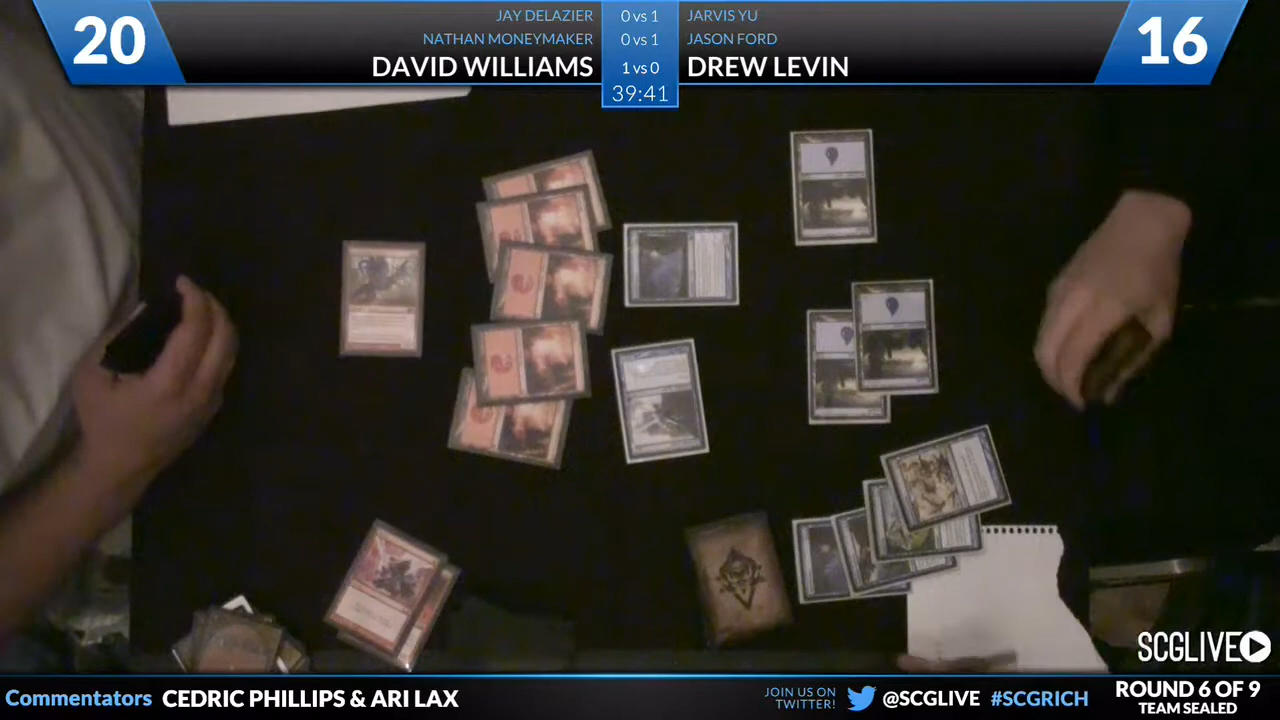 20
JAY DELAZIER 0 vs 1 JARVIS YU
NATHAN MONEYMAKER 0 vs 1 JASON FORD
DAVID WILLIAMS 1 vs 0 DREW LEVIN
39:41
16
SCGLIVE
Commentators CEDRIC PHILLIPS & ARI LAX
JOIN US ON
TWITTER!
@SCGLIVE #SCGRICH
ROUND 6 OF 9
TEAM SEALED